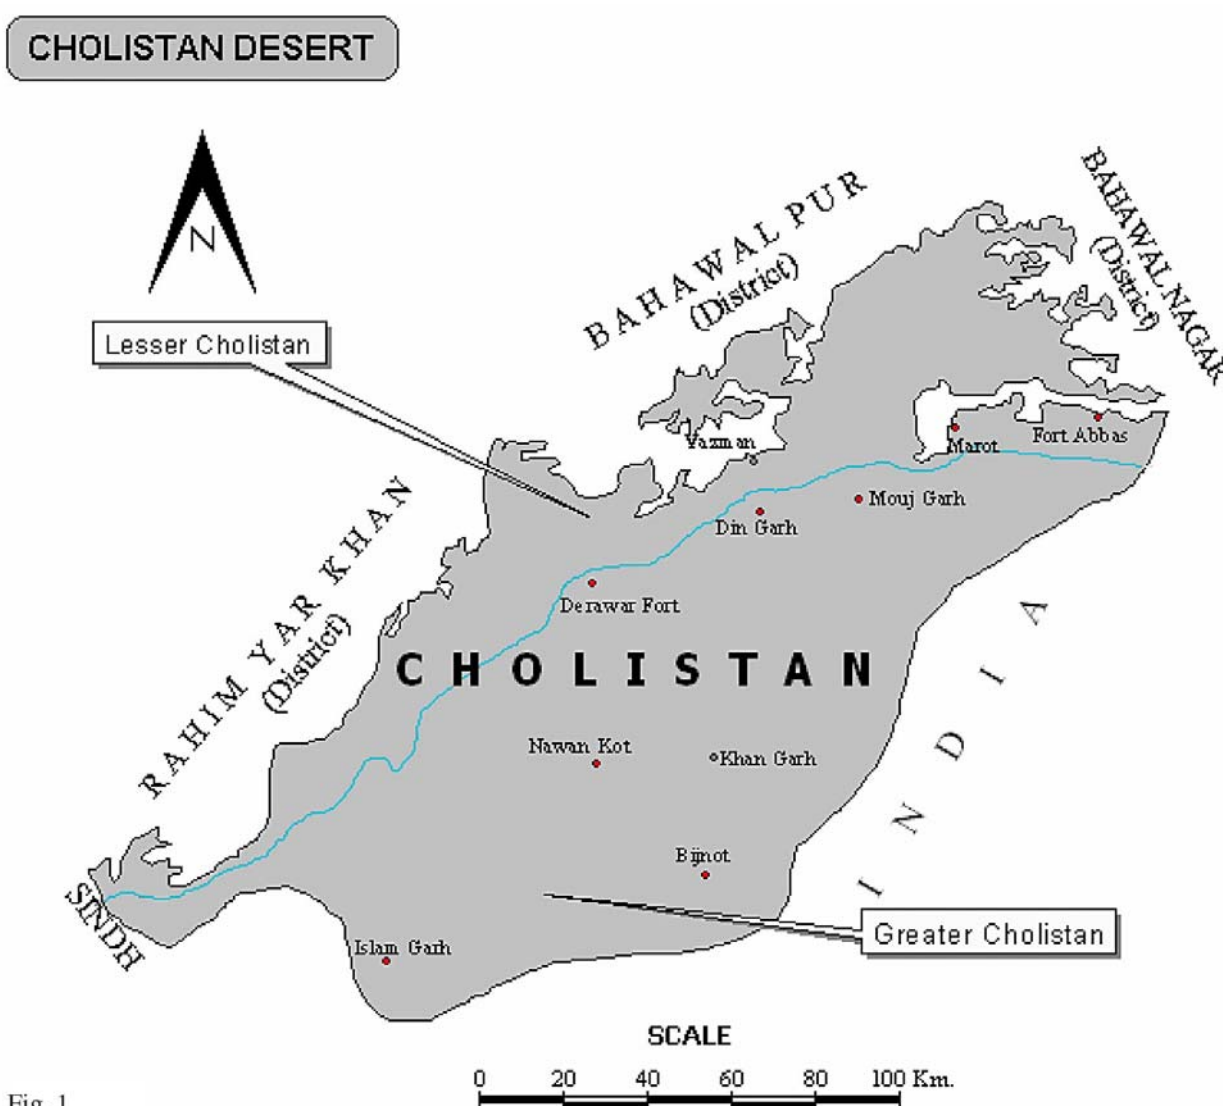 CHOLISTAN DESERT
N
BAHAWALPUR
(District)
BAHAWALNAGAR
(District)
Lesser Cholistan
Yazman
Marot
Fort Abbas
Mouj Garh
Din Garh
RAHIM YAR KHAN
(District)
Derawar Fort
CHOLISTAN
INDIA
Nawan Kot
Khan Garh
Bijnot
SINDH
Greater Cholistan
Islam Garh
SCALE
0 20 40 60 80 100 Km.
Fig. 1